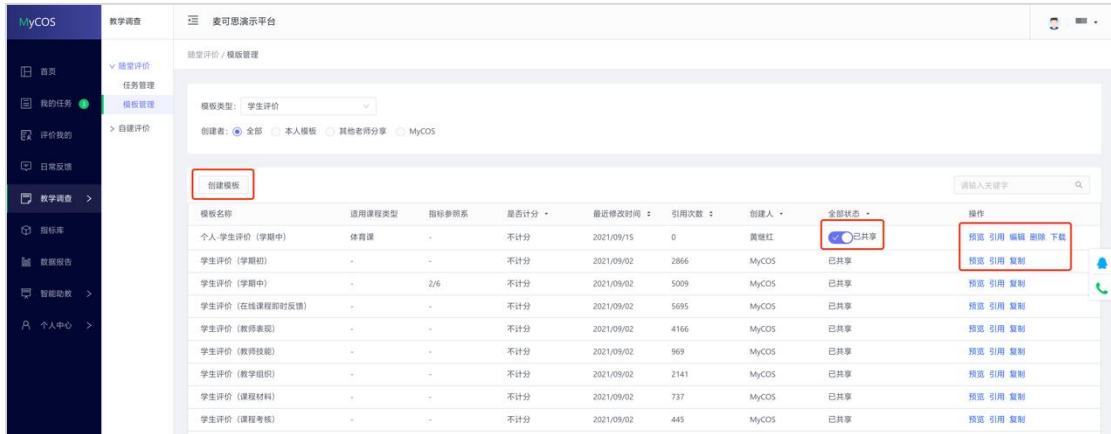 MyCOS
教学调查
麦可思演示平台
随堂评价 / 模版管理
首页
我的任务 1
评价我的
日常反馈
教学调查 >
指标库
数据报告
智能助教 >
个人中心 >
随堂评价
任务管理
模板管理
> 自建评价
模板类型: 学生评价
创建者: 全部 本人模板 其他老师分享 MyCOS
创建模板 请输入关键字
模板名称 适用课程类型 指标参照系 是否计分 最近修改时间 引用次数 创建人 全部状态 操作
个人-学生评价 (学期中) 体育课 - 不计分 2021/09/15 0 黄继红 已共享 预览 引用 编辑 删除 下载
学生评价 (学期初) - - 不计分 2021/09/02 2866 MyCOS 已共享 预览 引用 复制
学生评价 (学期中) - 2/6 不计分 2021/09/02 5009 MyCOS 已共享 预览 引用 复制
学生评价 (在线课程即时反馈) - - 不计分 2021/09/02 5695 MyCOS 已共享 预览 引用 复制
学生评价 (教师表现) - - 不计分 2021/09/02 4166 MyCOS 已共享 预览 引用 复制
学生评价 (教师技能) - - 不计分 2021/09/02 969 MyCOS 已共享 预览 引用 复制
学生评价 (教学组织) - - 不计分 2021/09/02 2141 MyCOS 已共享 预览 引用 复制
学生评价 (课程材料) - - 不计分 2021/09/02 737 MyCOS 已共享 预览 引用 复制
学生评价 (课程考核) - - 不计分 2021/09/02 445 MyCOS 已共享 预览 引用 复制